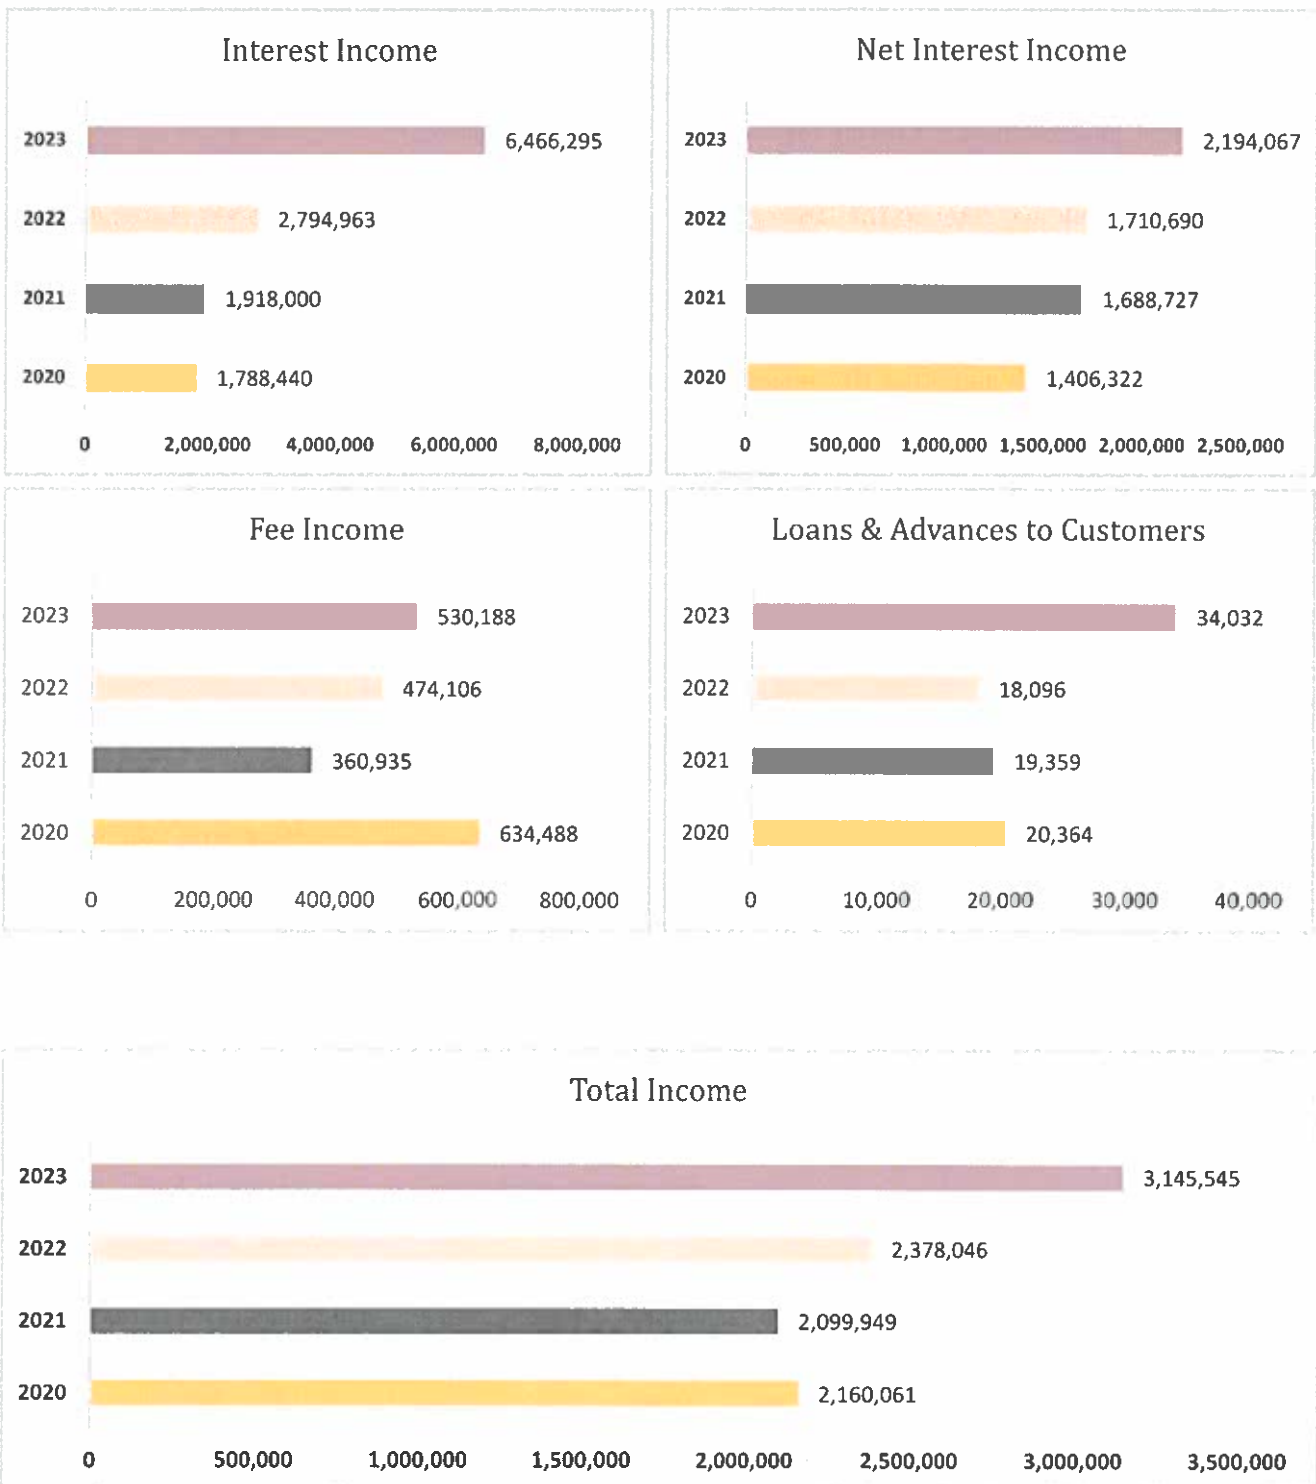 Interest Income
2023 6,466,295
2022 2,794,963
2021 1,918,000
2020 1,788,440
0 2,000,000 4,000,000 6,000,000 8,000,000
Net Interest Income
2023 2,194,067
2022 1,710,690
2021 1,688,727
2020 1,406,322
0 500,000 1,000,000 1,500,000 2,000,000 2,500,000
Fee Income
2023 530,188
2022 474,106
2021 360,935
2020 634,488
0 200,000 400,000 600,000 800,000
Loans & Advances to Customers
2023 34,032
2022 18,096
2021 19,359
2020 20,364
0 10,000 20,000 30,000 40,000
Total Income
2023 3,145,545
2022 2,378,046
2021 2,099,949
2020 2,160,061
0 500,000 1,000,000 1,500,000 2,000,000 2,500,000 3,000,000 3,500,000